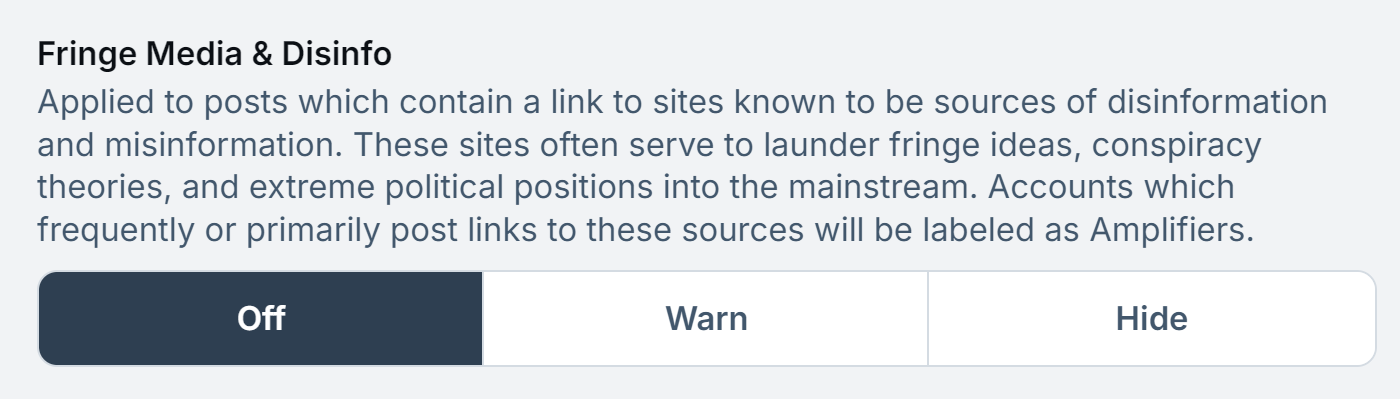 Fringe Media & Disinfo
Applied to posts which contain a link to sites known to be sources of disinformation
and misinformation. These sites often serve to launder fringe ideas, conspiracy
theories, and extreme political positions into the mainstream. Accounts which
frequently or primarily post links to these sources will be labeled as Amplifiers.
Off Warn Hide